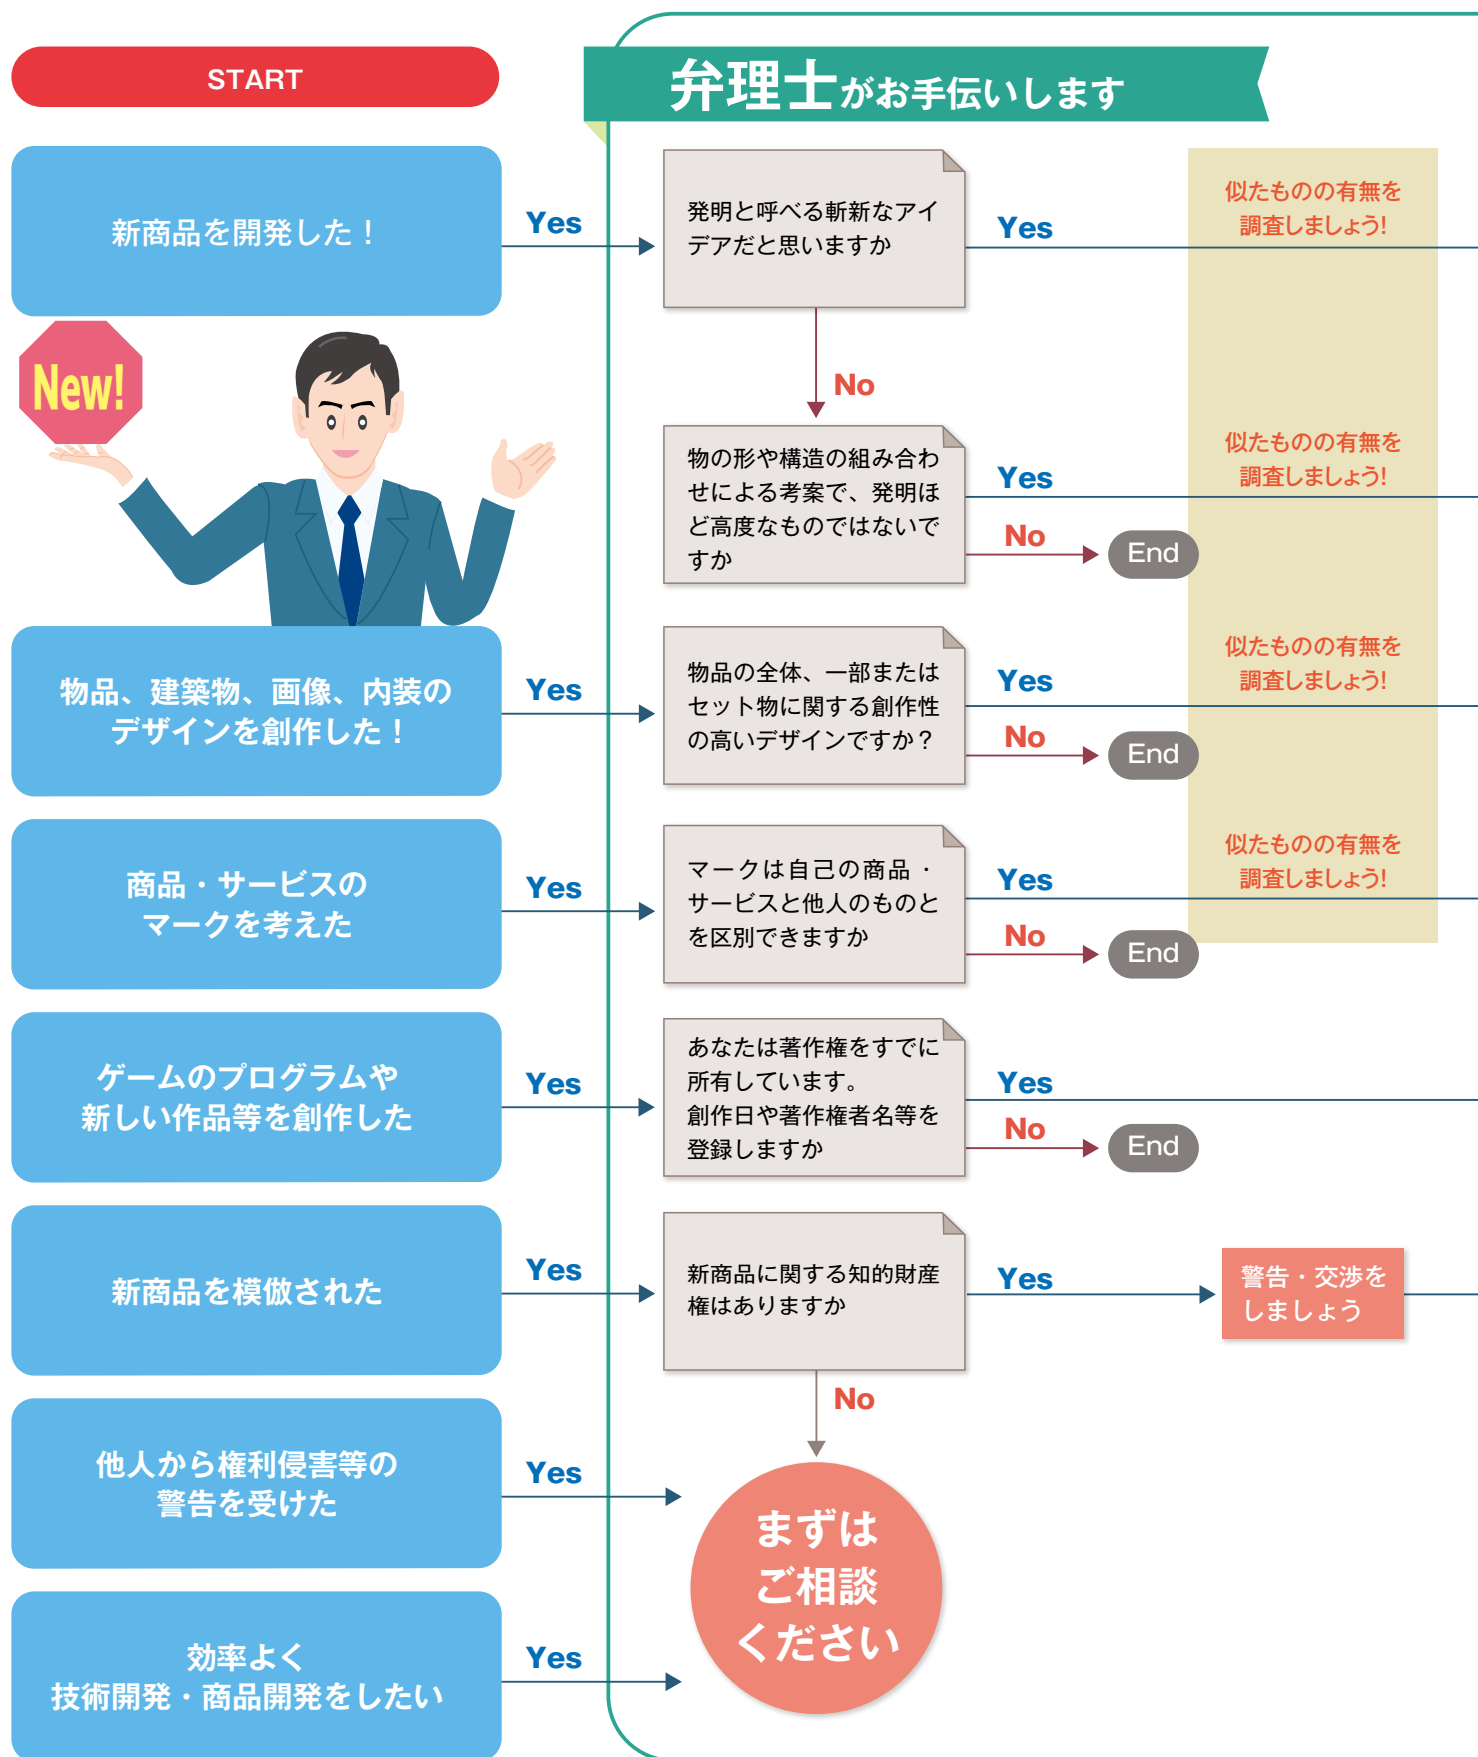 START
弁理士がお手伝いします
新商品を開発した！
Yes
発明と呼べる斬新なアイ
デアだと思いますか
Yes
似たものの有無を
調査しましょう!
New!
No
物の形や構造の組み合わ
せによる考案で、発明ほ
ど高度なものではないで
すか
Yes
似たものの有無を
調査しましょう!
No
End
物品、建築物、画像、内装の
デザインを創作した！
Yes
物品の全体、一部または
セット物に関する創作性
の高いデザインですか？
Yes
似たものの有無を
調査しましょう!
No
End
商品・サービスの
マークを考えた
Yes
マークは自己の商品・
サービスと他人のものと
を区別できますか
Yes
似たものの有無を
調査しましょう!
No
End
ゲームのプログラムや
新しい作品等を創作した
Yes
あなたは著作権をすでに
所有しています。
創作日や著作権者名等を
登録しますか
Yes
No
End
新商品を模倣された
Yes
新商品に関する知的財産
権はありますか
Yes
警告・交渉を
しましょう
No
他人から権利侵害等の
警告を受けた
Yes
まずは
ご相談
ください
効率よく
技術開発・商品開発をしたい
Yes